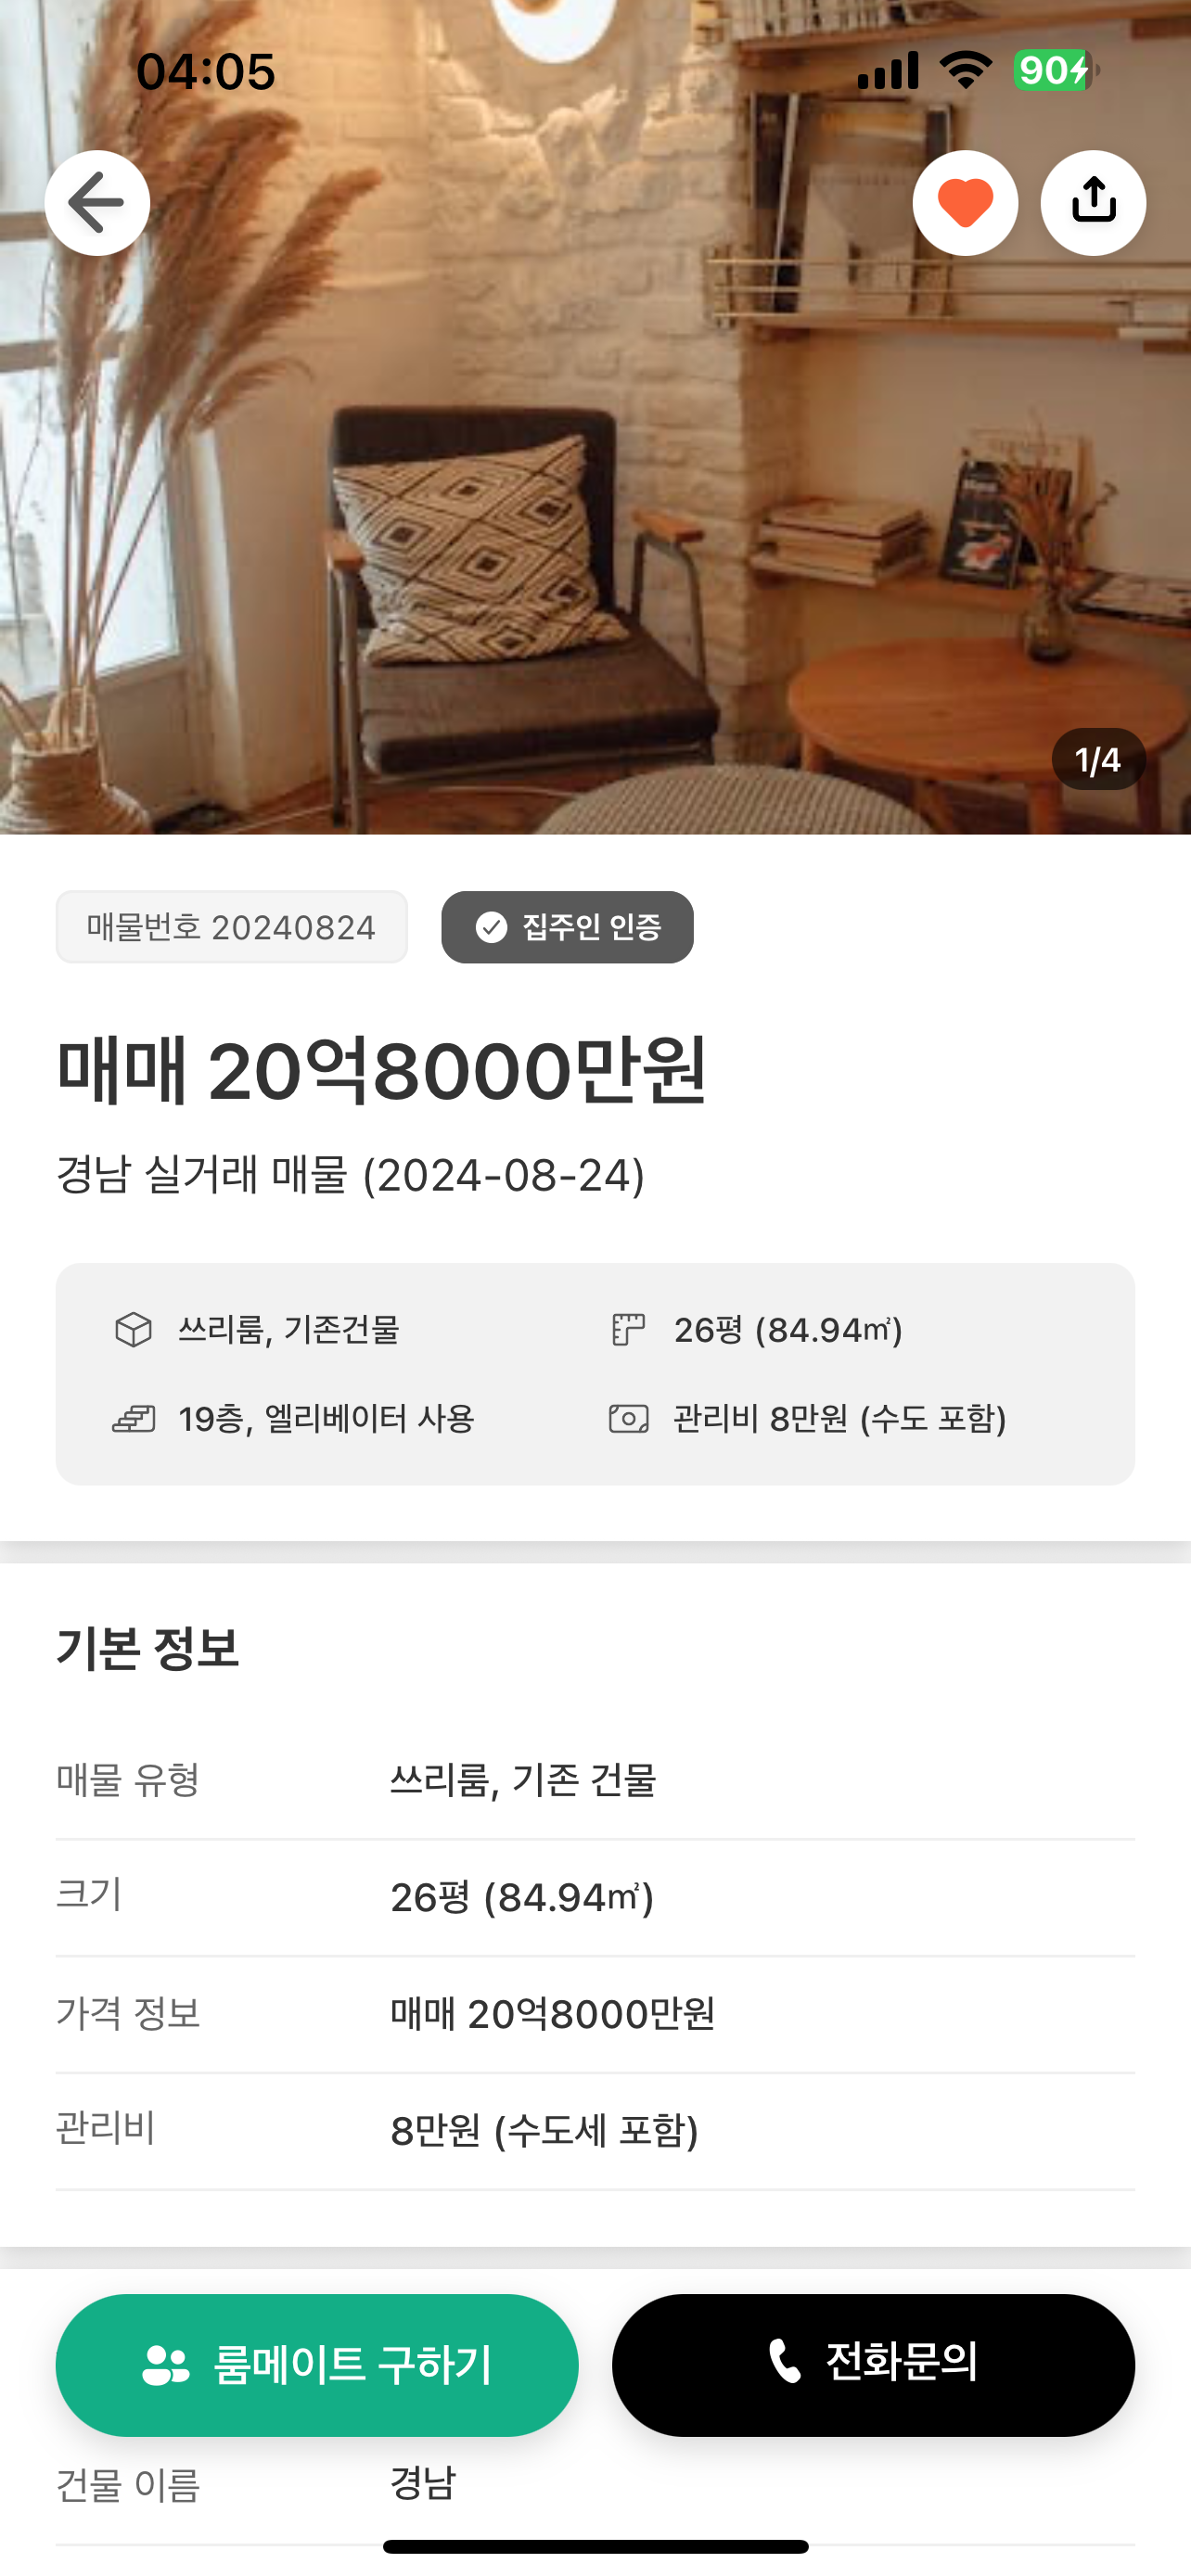 04:05
90
1/4
매물번호 20240824
집주인 인증
매매 20억8000만원
경남 실거래 매물 (2024-08-24)
쓰리룸, 기존건물
26평 (84.94㎡)
19층, 엘리베이터 사용
관리비 8만원 (수도 포함)
기본 정보
매물 유형
쓰리룸, 기존 건물
크기
26평 (84.94㎡)
가격 정보
매매 20억8000만원
관리비
8만원 (수도세 포함)
룸메이트 구하기
전화문의
건물 이름
경남